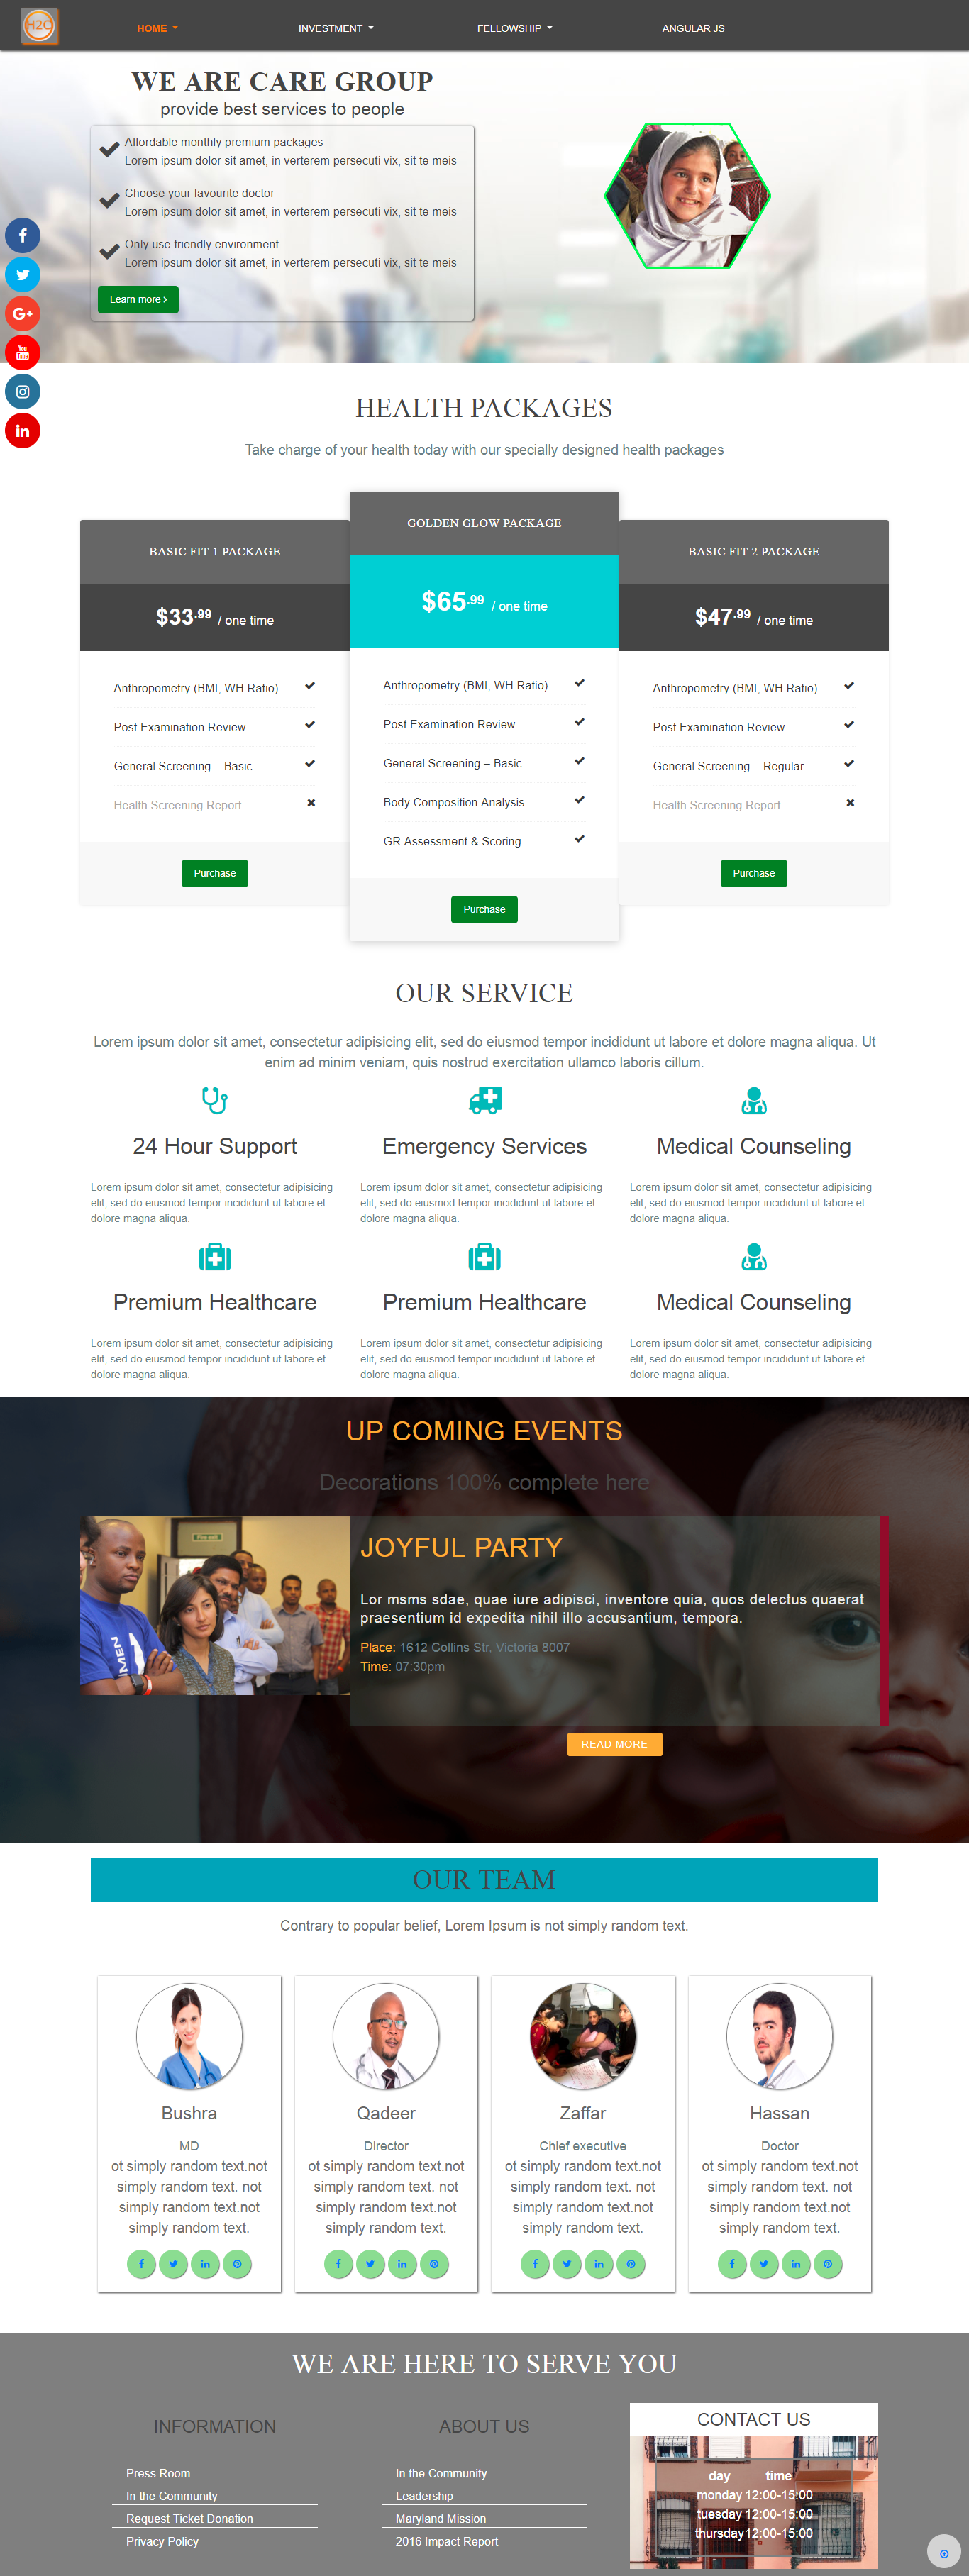 H2O
HOME
INVESTMENT
FELLOWSHIP
ANGULAR JS
WE ARE CARE GROUP
provide best services to people
Affordable monthly premium packages
Lorem ipsum dolor sit amet, in verterem persecuti vix, sit te meis
Choose your favourite doctor
Lorem ipsum dolor sit amet, in verterem persecuti vix, sit te meis
Only use friendly environment
Lorem ipsum dolor sit amet, in verterem persecuti vix, sit te meis
Learn more ›
HEALTH PACKAGES
Take charge of your health today with our specially designed health packages
BASIC FIT 1 PACKAGE
$33.99 / one time
Anthropometry (BMI, WH Ratio)
Post Examination Review
General Screening – Basic
Health Screening Report
Purchase
GOLDEN GLOW PACKAGE
$65.99 / one time
Anthropometry (BMI, WH Ratio)
Post Examination Review
General Screening – Basic
Body Composition Analysis
GR Assessment & Scoring
Purchase
BASIC FIT 2 PACKAGE
$47.99 / one time
Anthropometry (BMI, WH Ratio)
Post Examination Review
General Screening – Regular
Health Screening Report
Purchase
OUR SERVICE
Lorem ipsum dolor sit amet, consectetur adipisicing elit, sed do eiusmod tempor incididunt ut labore et dolore magna aliqua. Ut
enim ad minim veniam, quis nostrud exercitation ullamco laboris cillum.
24 Hour Support
Lorem ipsum dolor sit amet, consectetur adipisicing
elit, sed do eiusmod tempor incididunt ut labore et
dolore magna aliqua.
Emergency Services
Lorem ipsum dolor sit amet, consectetur adipisicing
elit, sed do eiusmod tempor incididunt ut labore et
dolore magna aliqua.
Medical Counseling
Lorem ipsum dolor sit amet, consectetur adipisicing
elit, sed do eiusmod tempor incididunt ut labore et
dolore magna aliqua.
Premium Healthcare
Lorem ipsum dolor sit amet, consectetur adipisicing
elit, sed do eiusmod tempor incididunt ut labore et
dolore magna aliqua.
Premium Healthcare
Lorem ipsum dolor sit amet, consectetur adipisicing
elit, sed do eiusmod tempor incididunt ut labore et
dolore magna aliqua.
Medical Counseling
Lorem ipsum dolor sit amet, consectetur adipisicing
elit, sed do eiusmod tempor incididunt ut labore et
dolore magna aliqua.
UP COMING EVENTS
Decorations 100% complete here
JOYFUL PARTY
Lor msms sdae, quae iure adipisci, inventore quia, quos delectus quaerat
praesentium id expedita nihil illo accusantium, tempora.
Place: 1612 Collins Str, Victoria 8007
Time: 07:30pm
READ MORE
OUR TEAM
Contrary to popular belief, Lorem Ipsum is not simply random text.
Bushra
MD
ot simply random text.not
simply random text. not
simply random text.not
simply random text.
Qadeer
Director
ot simply random text.not
simply random text. not
simply random text.not
simply random text.
Zaffar
Chief executive
ot simply random text.not
simply random text. not
simply random text.not
simply random text.
Hassan
Doctor
ot simply random text.not
simply random text. not
simply random text.not
simply random text.
WE ARE HERE TO SERVE YOU
INFORMATION
Press Room
In the Community
Request Ticket Donation
Privacy Policy
ABOUT US
In the Community
Leadership
Maryland Mission
2016 Impact Report
CONTACT US
day time
monday 12:00-15:00
tuesday 12:00-15:00
thursday 12:00-15:00